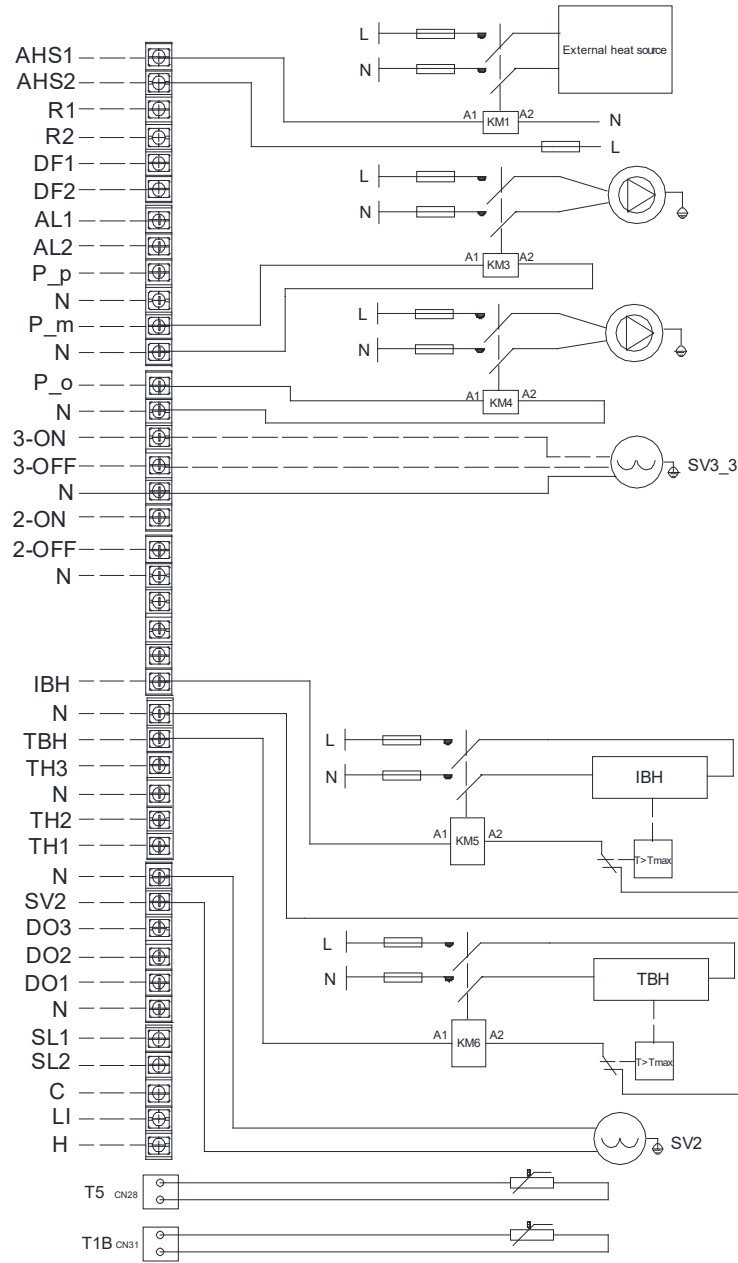 AHS1
AHS2
R1
R2
DF1
DF2
AL1
AL2
P_p
N
P_m
N
P_o
N
3-ON
3-OFF
N
2-ON
2-OFF
N
IBH
N
TBH
TH3
N
TH2
TH1
N
SV2
DO3
DO2
DO1
N
SL1
SL2
C
LI
H
T5 CN28
T1B CN31
L
N
External heat source
A1 KM1 A2 N
L
L
N
A1 KM3 A2
L
N
A1 KM4 A2
SV3_3
L
N
IBH
A1 KM5 A2
T>Tmax
L
N
TBH
A1 KM6 A2
T>Tmax
SV2